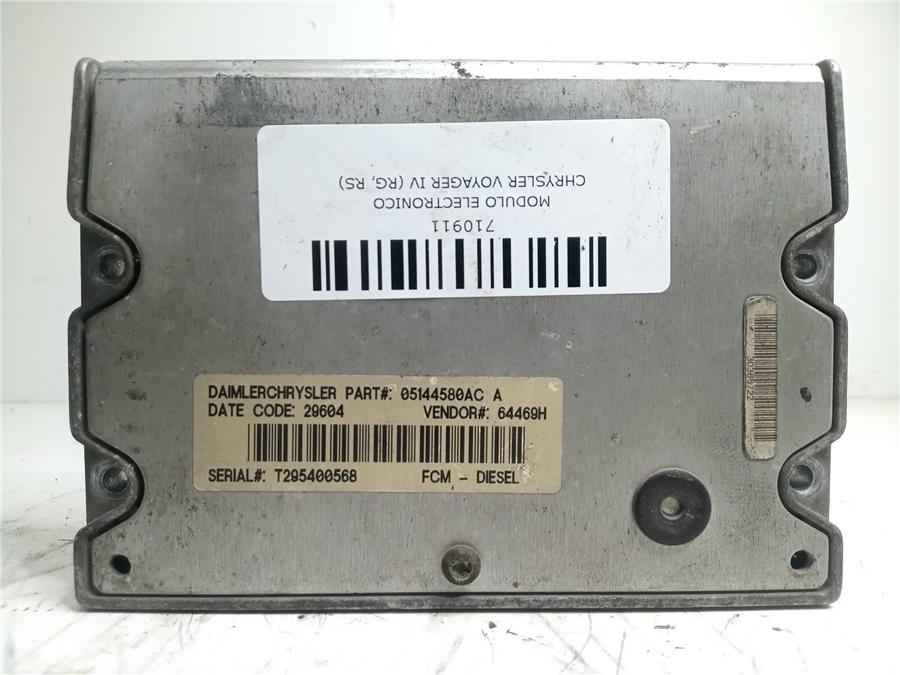 710911
MODULO ELECTRONICO
CHRYSLER VOYAGER IV (RG, RS)
DAIMLERCHRYSLER PART#: 05144580AC A
DATE CODE: 29604 VENDOR#: 64469H
SERIAL#: T295400568 FCM - DIESEL
30369722